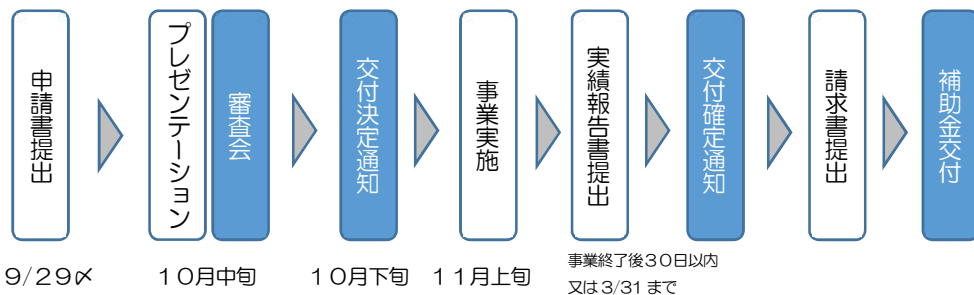 申請書提出
プレゼンテーション
審査会
交付決定通知
事業実施
実績報告書提出
交付確定通知
請求書提出
補助金交付
9/29〆
10月中旬
10月下旬
11月上旬
事業終了後30日以内
又は3/31まで